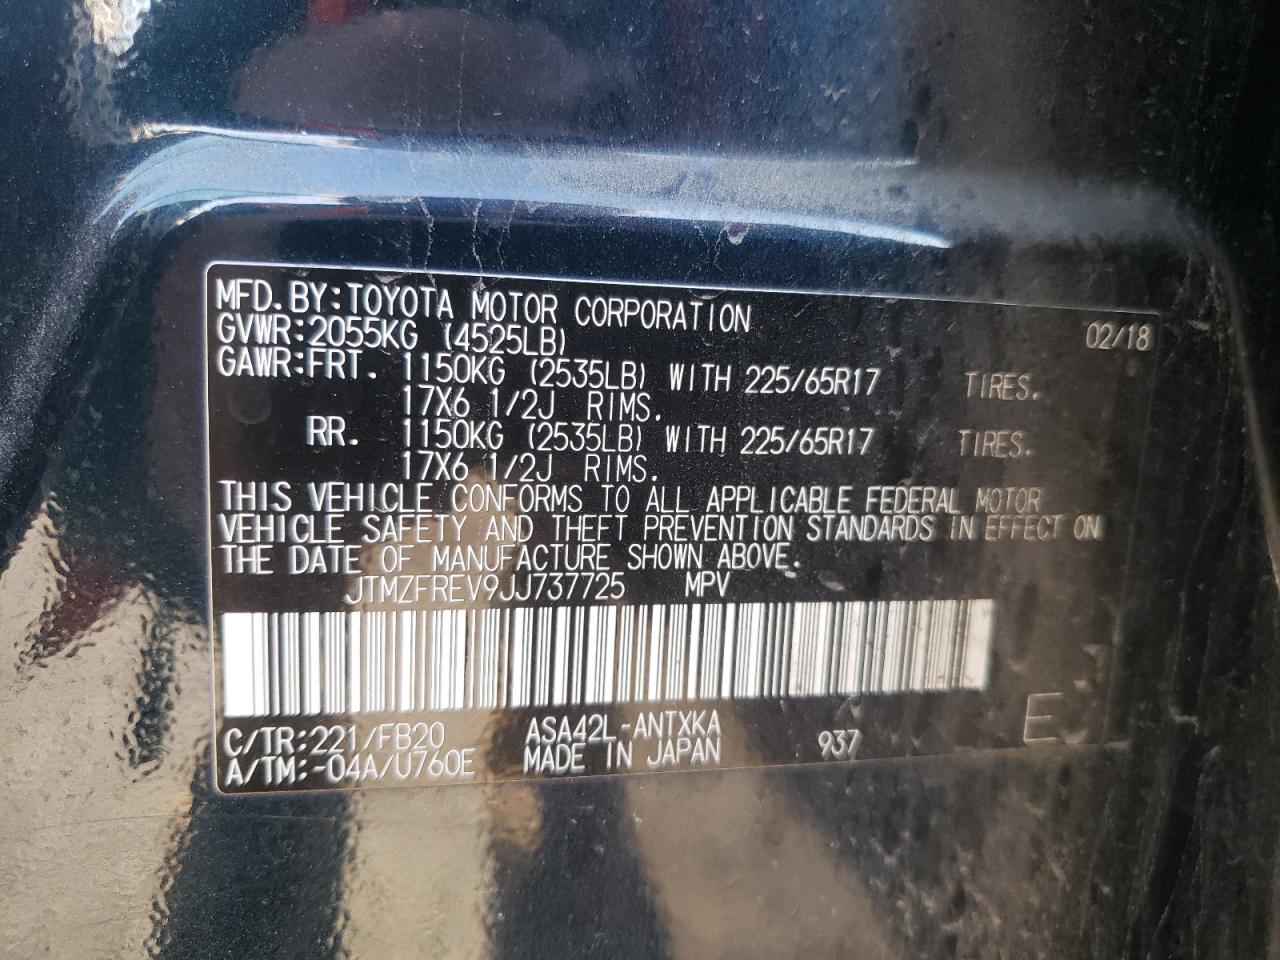 MFD.BY:TOYOTA MOTOR CORPORATION 02/18
GVWR:2055KG (4525LB)
GAWR:FRT. 1150KG (2535LB) WITH 225/65R17 TIRES.
17X6 1/2J RIMS.
RR. 1150KG (2535LB) WITH 225/65R17 TIRES.
17X6 1/2J RIMS.
THIS VEHICLE CONFORMS TO ALL APPLICABLE FEDERAL MOTOR
VEHICLE SAFETY AND THEFT PREVENTION STANDARDS IN EFFECT ON
THE DATE OF MANUFACTURE SHOWN ABOVE.
JTMZFREV9JJ737725 MPV
C/TR:221/FB20 ASA42L-ANTXKA 937 E
A/TM:-04A/U760E MADE IN JAPAN